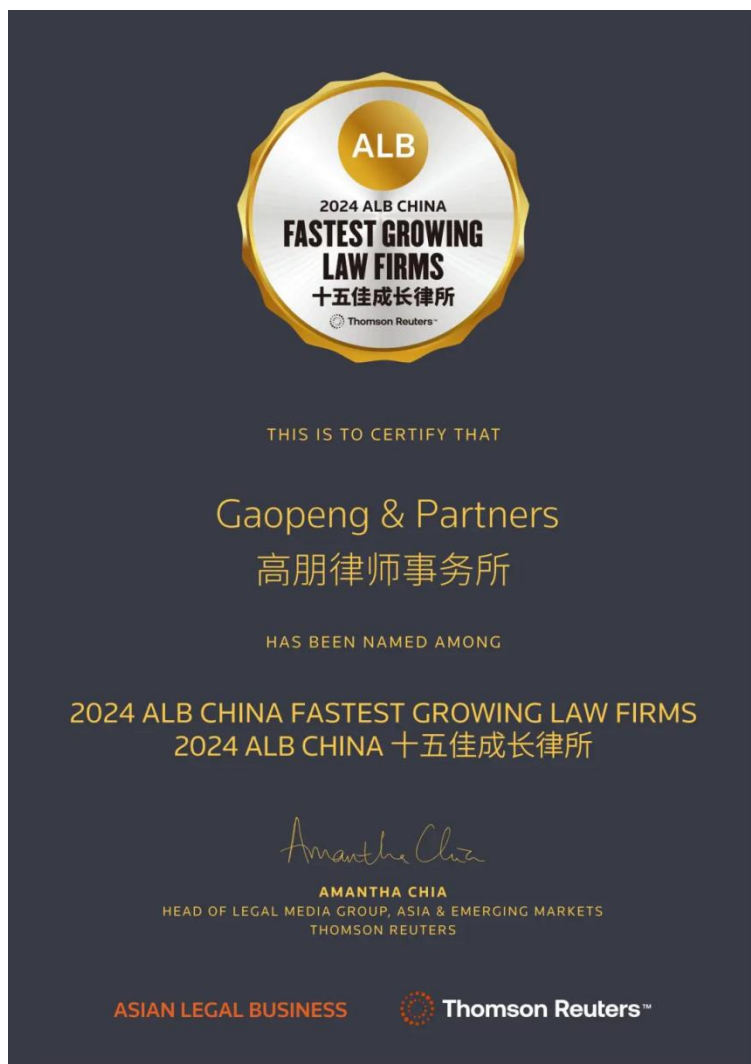 ALB
2024 ALB CHINA
FASTEST GROWING
LAW FIRMS
十五佳成长律所
Thomson Reuters™
THIS IS TO CERTIFY THAT
Gaopeng & Partners
高朋律师事务所
HAS BEEN NAMED AMONG
2024 ALB CHINA FASTEST GROWING LAW FIRMS
2024 ALB CHINA 十五佳成长律所
Amantha Chia
AMANTHA CHIA
HEAD OF LEGAL MEDIA GROUP, ASIA & EMERGING MARKETS
THOMSON REUTERS
ASIAN LEGAL BUSINESS
Thomson Reuters™